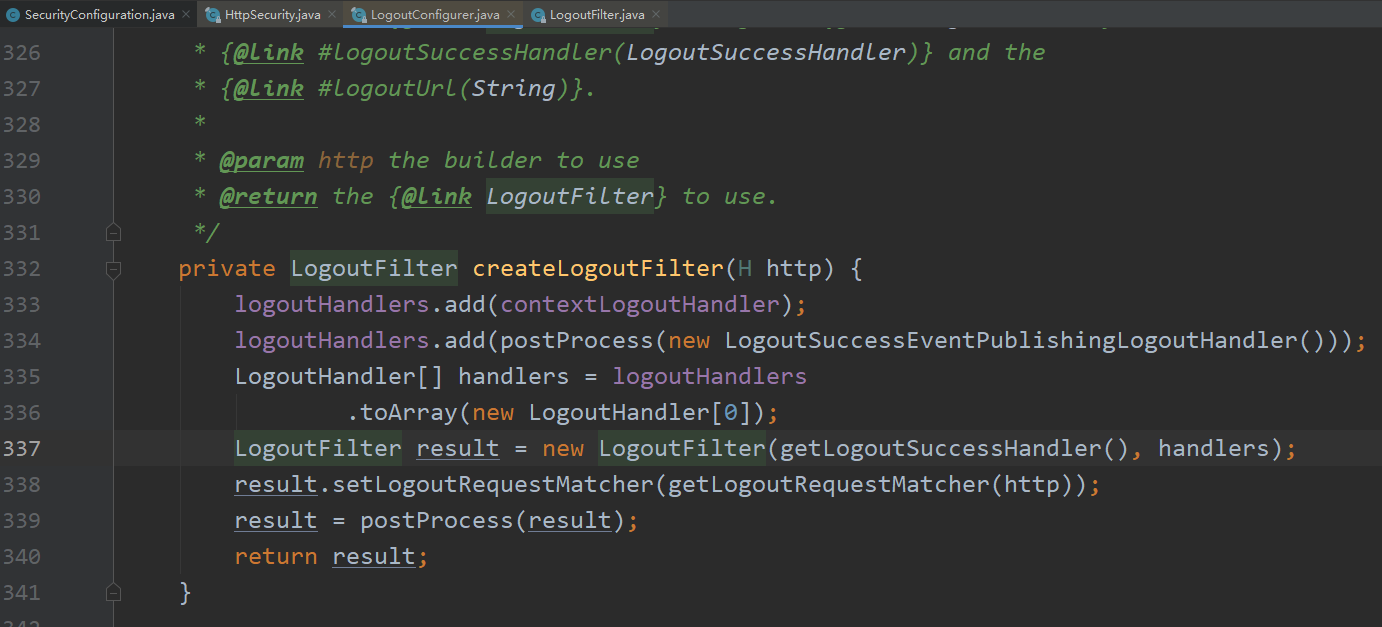 SecurityConfiguration.java × HttpSecurity.java × LogoutConfigurer.java × LogoutFilter.java ×
326 * {@link #logoutSuccessHandler(LogoutSuccessHandler)} and the
327 * {@link #logoutUrl(String)}.
328 *
329 * @param http the builder to use
330 * @return the {@link LogoutFilter} to use.
331 */
332 private LogoutFilter createLogoutFilter(H http) {
333 logoutHandlers.add(contextLogoutHandler);
334 logoutHandlers.add(postProcess(new LogoutSuccessEventPublishingLogoutHandler()));
335 LogoutHandler[] handlers = logoutHandlers
336 .toArray(new LogoutHandler[0]);
337 LogoutFilter result = new LogoutFilter(getLogoutSuccessHandler(), handlers);
338 result.setLogoutRequestMatcher(getLogoutRequestMatcher(http));
339 result = postProcess(result);
340 return result;
341 }